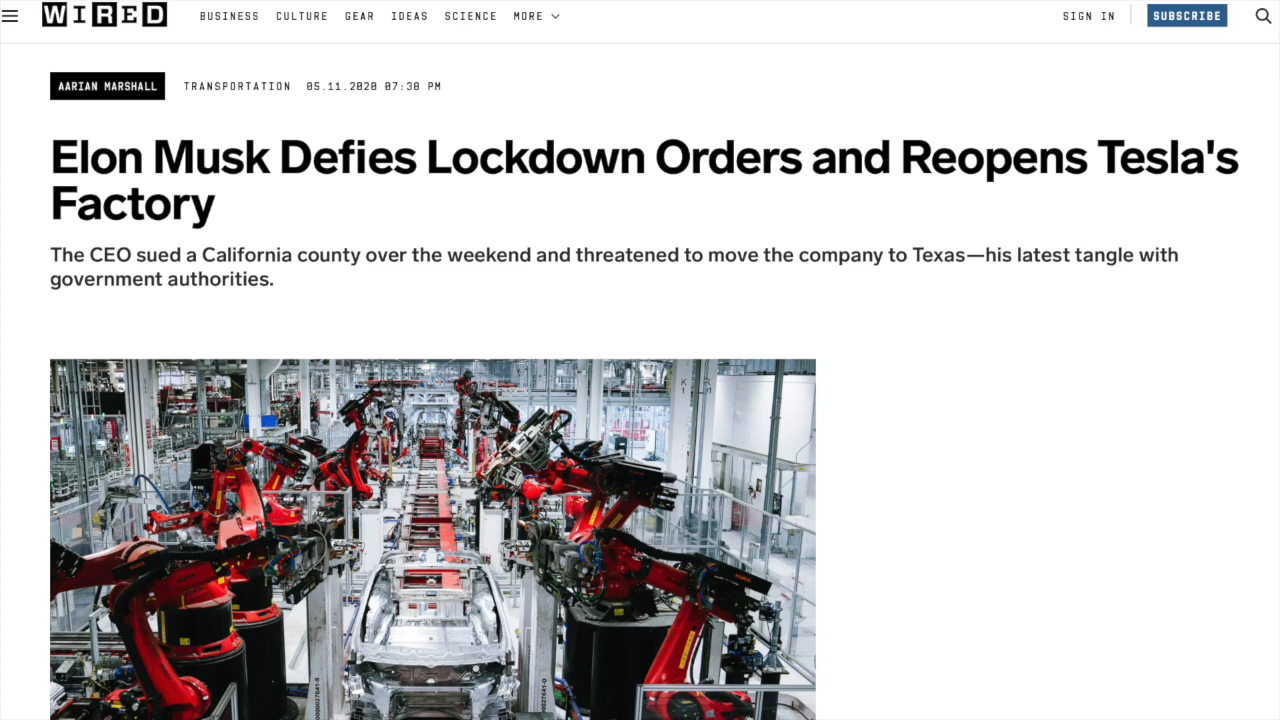 WIRED
BUSINESS CULTURE GEAR IDEAS SCIENCE MORE
SIGN IN
SUBSCRIBE
AARIAN MARSHALL
TRANSPORTATION
05.11.2020 07:30 PM
Elon Musk Defies Lockdown Orders and Reopens Tesla's
Factory
The CEO sued a California county over the weekend and threatened to move the company to Texas—his latest tangle with
government authorities.